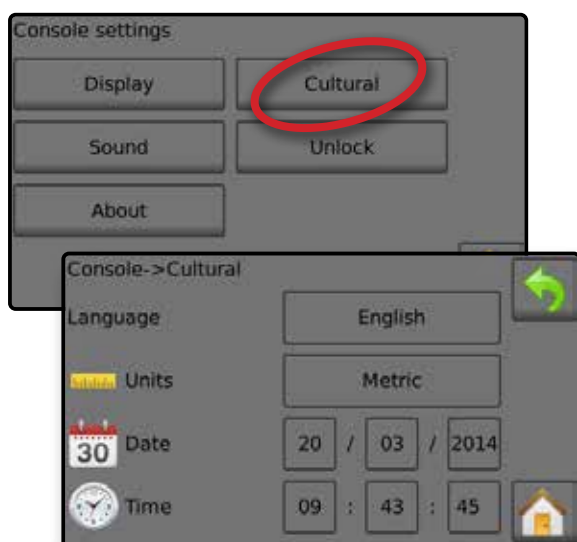 Console settings
Display Cultural
Sound Unlock
About
Console->Cultural
Language English
Units Metric
30 Date 20 / 03 / 2014
Time 09 : 43 : 45